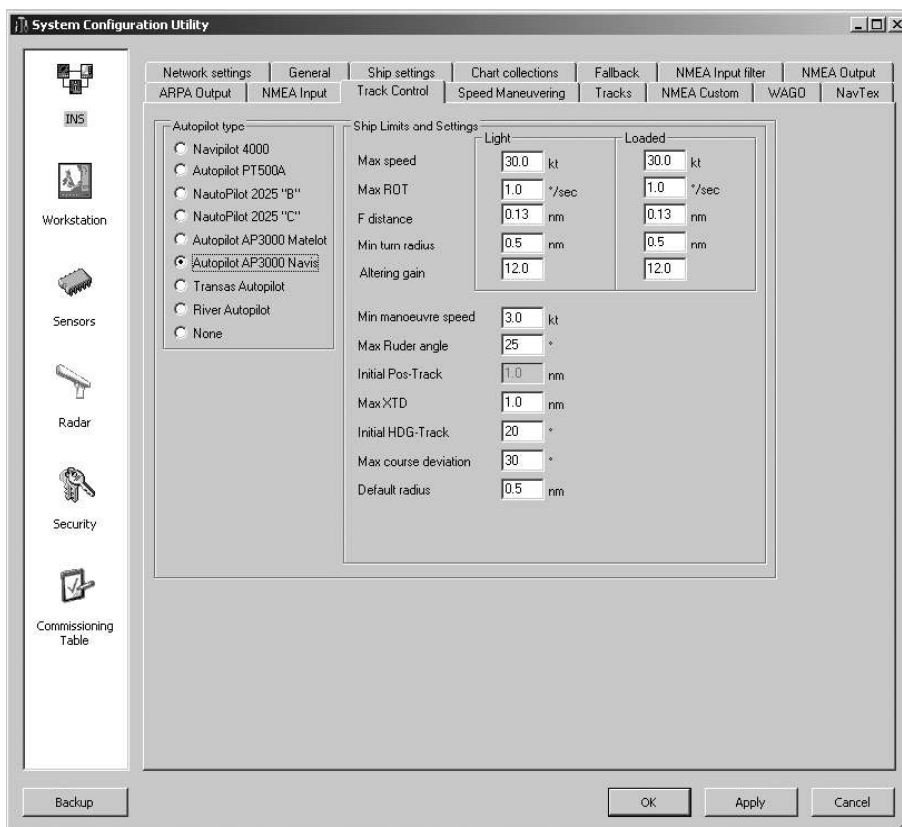 System Configuration Utility
INS
Workstation
Sensors
Radar
Security
Commissioning
Table
Network settings General Ship settings Chart collections Fallback NMEA Input filter NMEA Output
ARPA Output NMEA Input Track Control Speed Maneuvering Tracks NMEA Custom WAGO NavTex
Autopilot type
Navipilot 4000
Autopilot PT500A
NautoPilot 2025 "B"
NautoPilot 2025 "C"
Autopilot AP3000 Matelot
Autopilot AP3000 Navis
Transas Autopilot
River Autopilot
None
Ship Limits and Settings
Light Loaded
Max speed 30.0 kt 30.0 kt
Max ROT 1.0 °/sec 1.0 °/sec
F distance 0.13 nm 0.13 nm
Min turn radius 0.5 nm 0.5 nm
Altering gain 12.0 12.0
Min manoeuvre speed 3.0 kt
Max Ruder angle 25 °
Initial Pos-Track 1.0 nm
Max XTD 1.0 nm
Initial HDG-Track 20 °
Max course deviation 30 °
Default radius 0.5 nm
Backup OK Apply Cancel